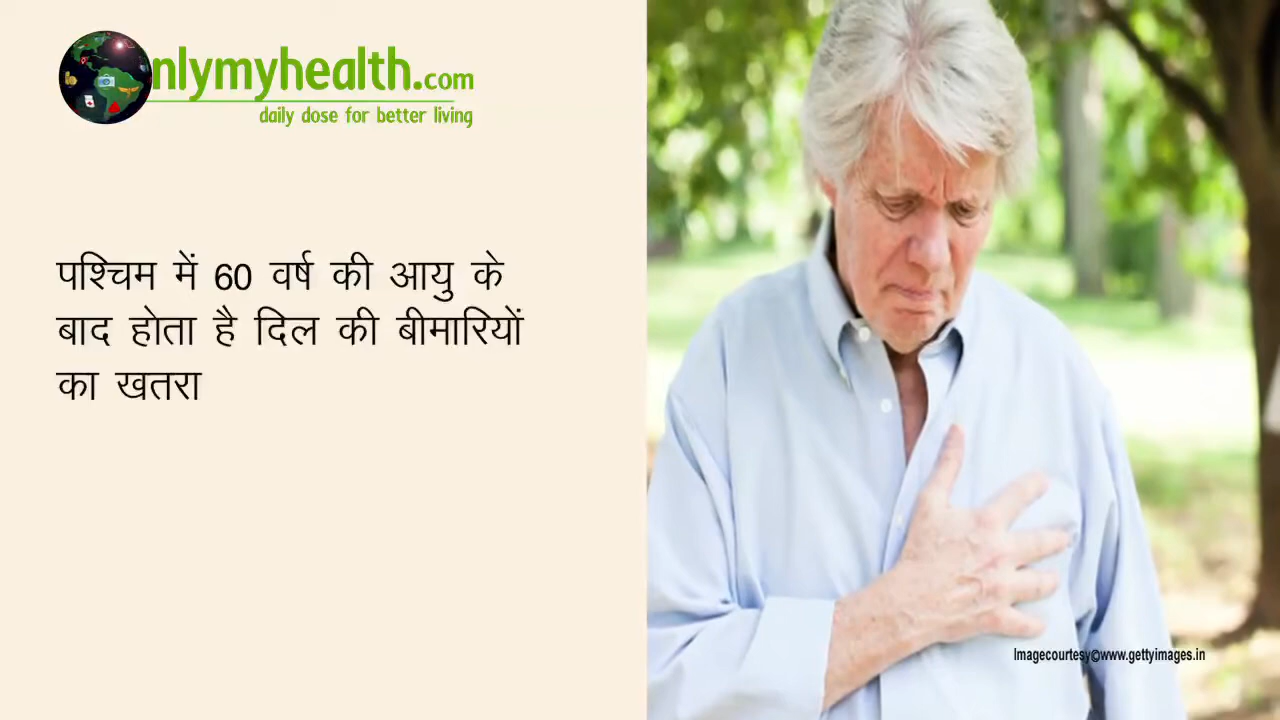 nlymyhealth.com
daily dose for better living
पश्चिम में 60 वर्ष की आयु के
बाद होता है दिल की बीमारियों
का खतरा
Imagecourtesy©www.gettyimages.in